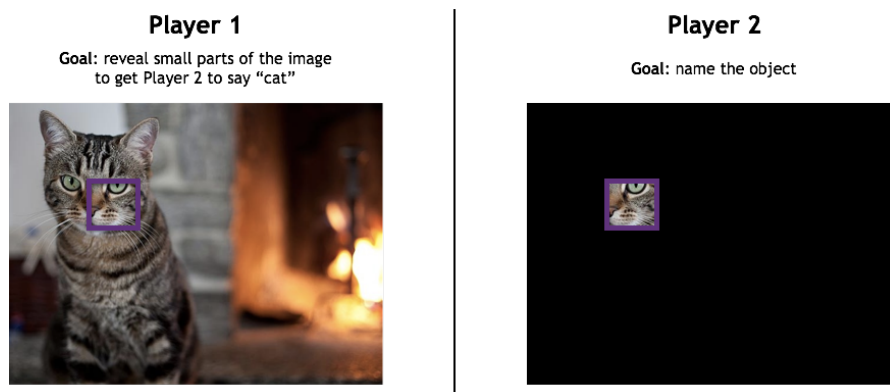 Player 1
Goal: reveal small parts of the image
to get Player 2 to say “cat”
Player 2
Goal: name the object